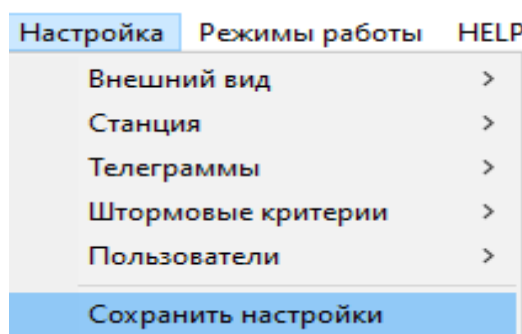 Настройка Режимы работы HELP
Внешний вид
Станция
Телеграммы
Штормовые критерии
Пользователи
Сохранить настройки